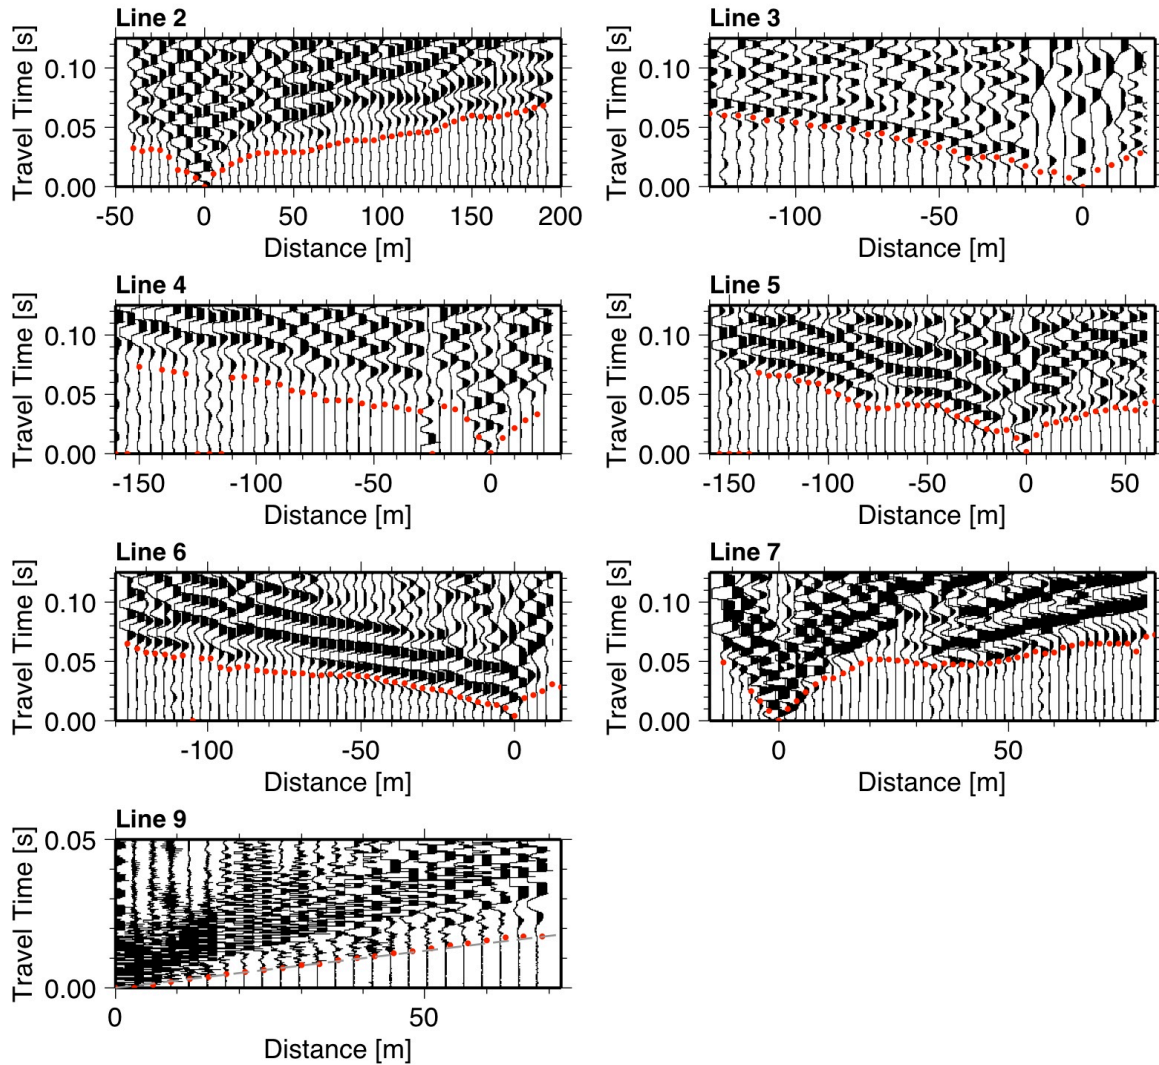 Line 2
Travel Time [s]
0.10
0.05
0.00
-50 0 50 100 150 200
Distance [m]
Line 3
Travel Time [s]
0.10
0.05
0.00
-100 -50 0
Distance [m]
Line 4
Travel Time [s]
0.10
0.05
0.00
-150 -100 -50 0
Distance [m]
Line 5
Travel Time [s]
0.10
0.05
0.00
-150 -100 -50 0 50
Distance [m]
Line 6
Travel Time [s]
0.10
0.05
0.00
-100 -50 0
Distance [m]
Line 7
Travel Time [s]
0.10
0.05
0.00
0 50
Distance [m]
Line 9
Travel Time [s]
0.05
0.00
0 50
Distance [m]